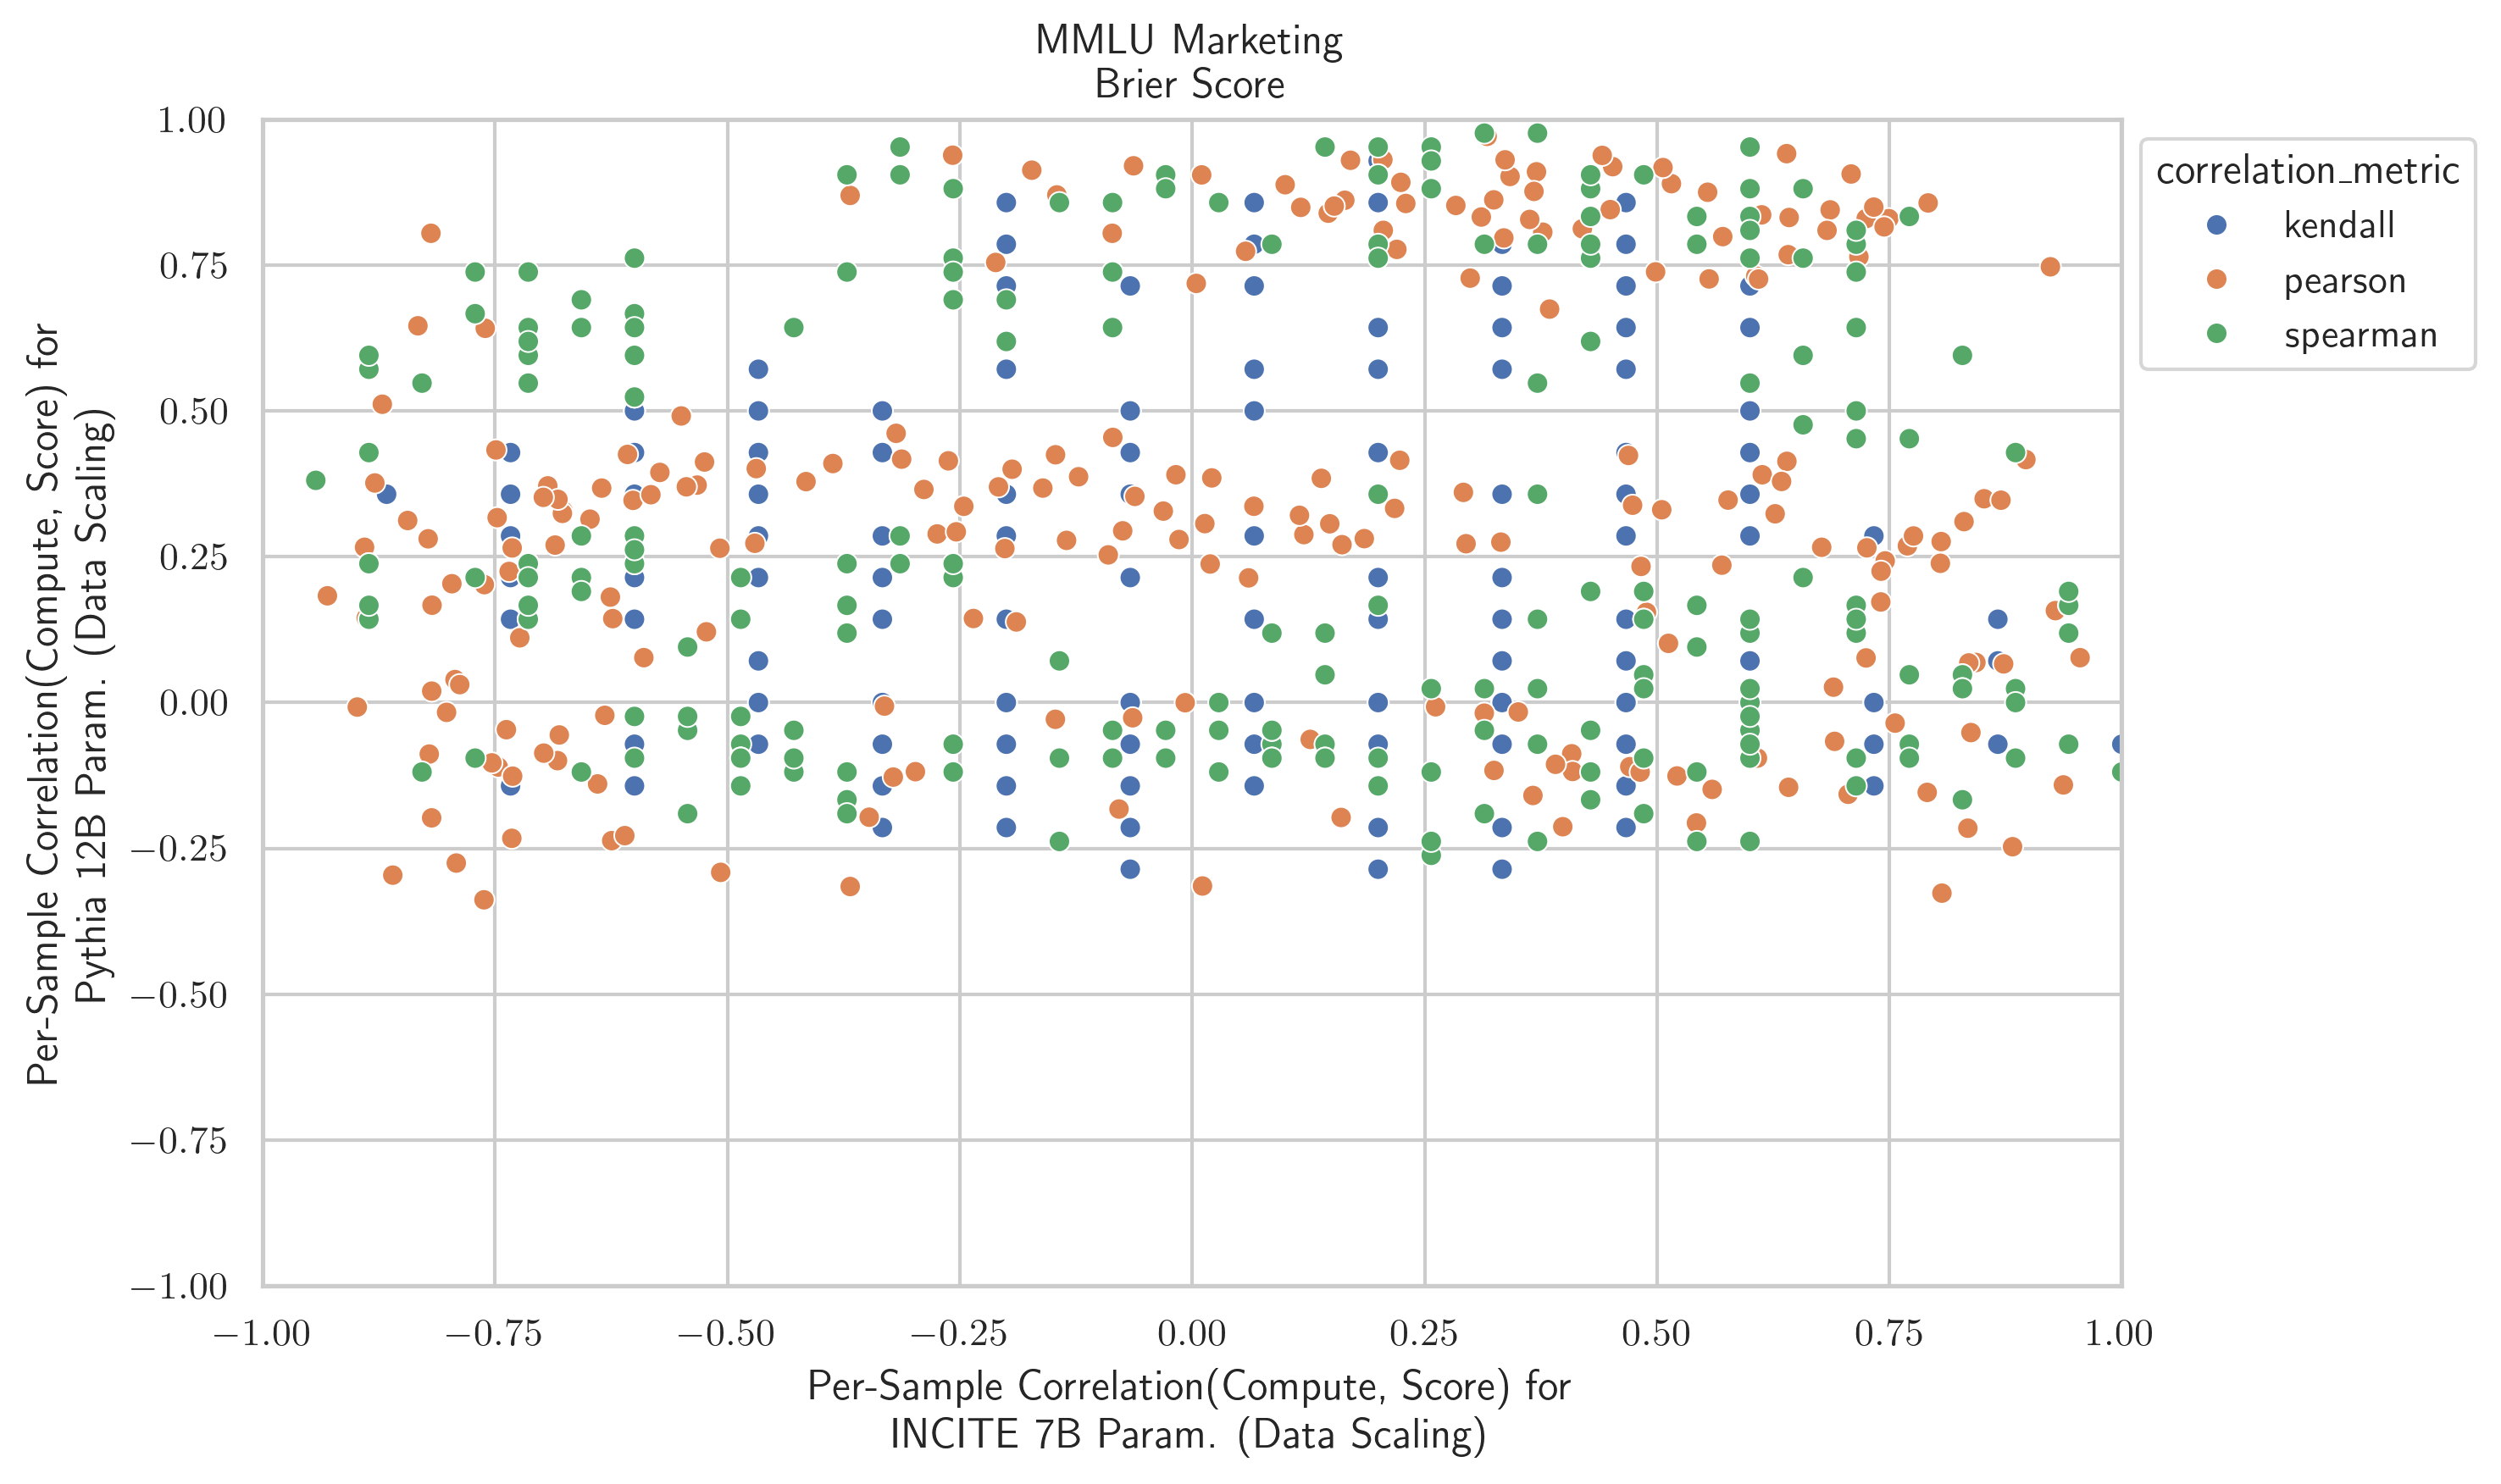 MMLU Marketing
Brier Score
Per-Sample Correlation(Compute, Score) for
Pythia 12B Param. (Data Scaling)
1.00
0.75
0.50
0.25
0.00
−0.25
−0.50
−0.75
−1.00
−1.00 −0.75 −0.50 −0.25 0.00 0.25 0.50 0.75 1.00
Per-Sample Correlation(Compute, Score) for
INCITE 7B Param. (Data Scaling)
correlation_metric
kendall
pearson
spearman